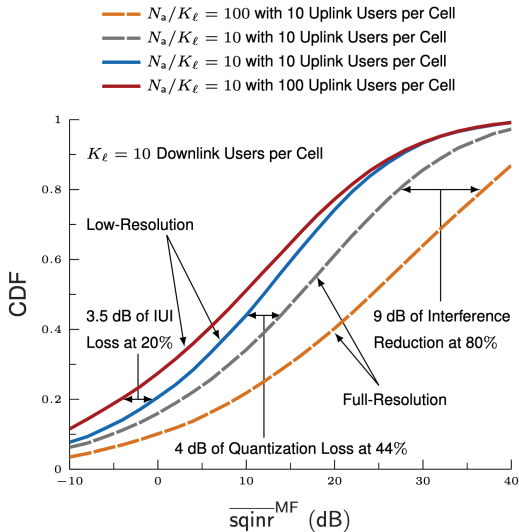 Nₐ/K_ℓ = 100 with 10 Uplink Users per Cell
Nₐ/K_ℓ = 10 with 10 Uplink Users per Cell
Nₐ/K_ℓ = 10 with 10 Uplink Users per Cell
Nₐ/K_ℓ = 10 with 100 Uplink Users per Cell
1
K_ℓ = 10 Downlink Users per Cell
0.8
Low-Resolution
0.6
CDF
3.5 dB of IUI
Loss at 20%
9 dB of Interference
Reduction at 80%
0.4
Full-Resolution
0.2
4 dB of Quantization Loss at 44%
0
−10 0 10 20 30 40
sqinr̅^MF (dB)